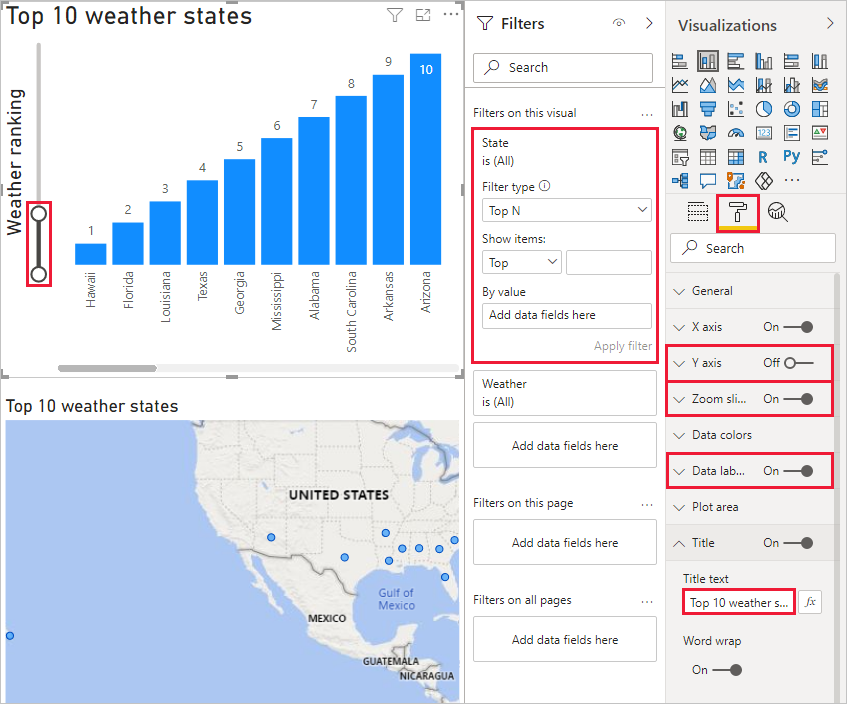 Top 10 weather states
Weather ranking
1
2
3
4
5
6
7
8
9
10
Hawaii
Florida
Louisiana
Texas
Georgia
Mississippi
Alabama
South Carolina
Arkansas
Arizona
Top 10 weather states
UNITED STATES
Gulf of
Mexico
MEXICO
GUATEMALA
NICARAGUA
Filters
Search
Filters on this visual
...
State
is (All)
Filter type
Top N
Show items:
Top
By value
Add data fields here
Apply filter
Weather
is (All)
Add data fields here
Filters on this page
...
Add data fields here
Filters on all pages
...
Add data fields here
Visualizations
123
R
Py
...
Search
General
X axis On
Y axis Off
Zoom sli... On
Data colors
Data lab... On
Plot area
Title On
Title text
Top 10 weather s...
fx
Word wrap
On